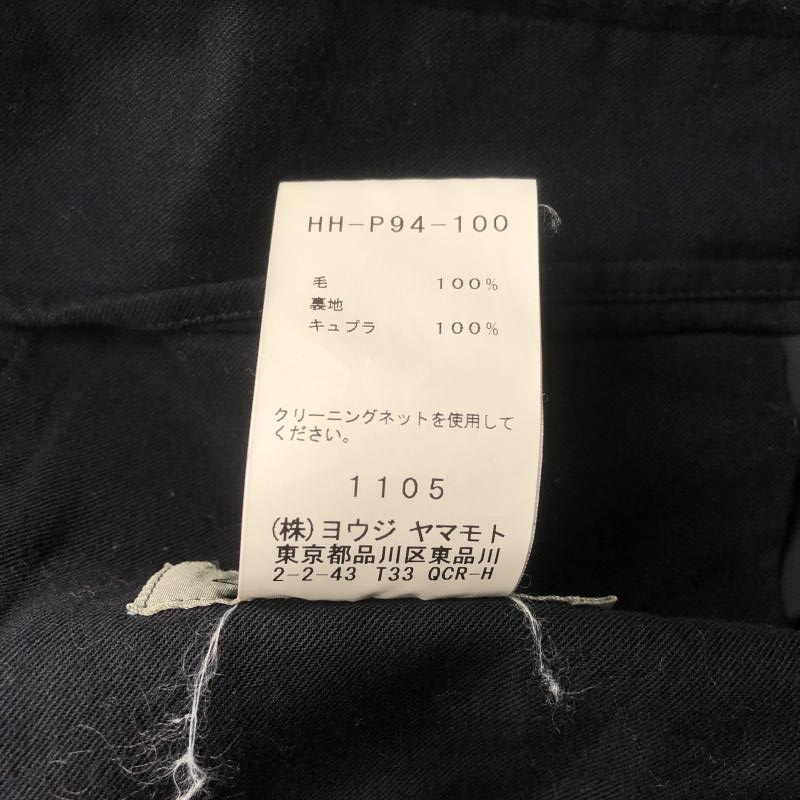 HH-P94-100
毛 100%
裏地
キュプラ 100%
クリーニングネットを使用して
ください。
1105
(株)ヨウジ ヤマモト
東京都品川区東品川
2-2-43 T33 QCR-H